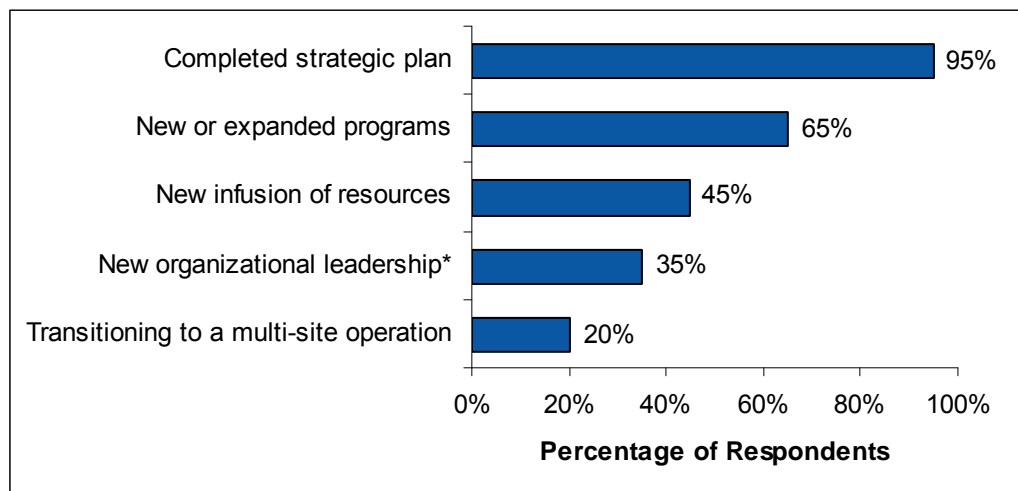 Completed strategic plan 95%
New or expanded programs 65%
New infusion of resources 45%
New organizational leadership* 35%
Transitioning to a multi-site operation 20%
0% 20% 40% 60% 80% 100%
Percentage of Respondents